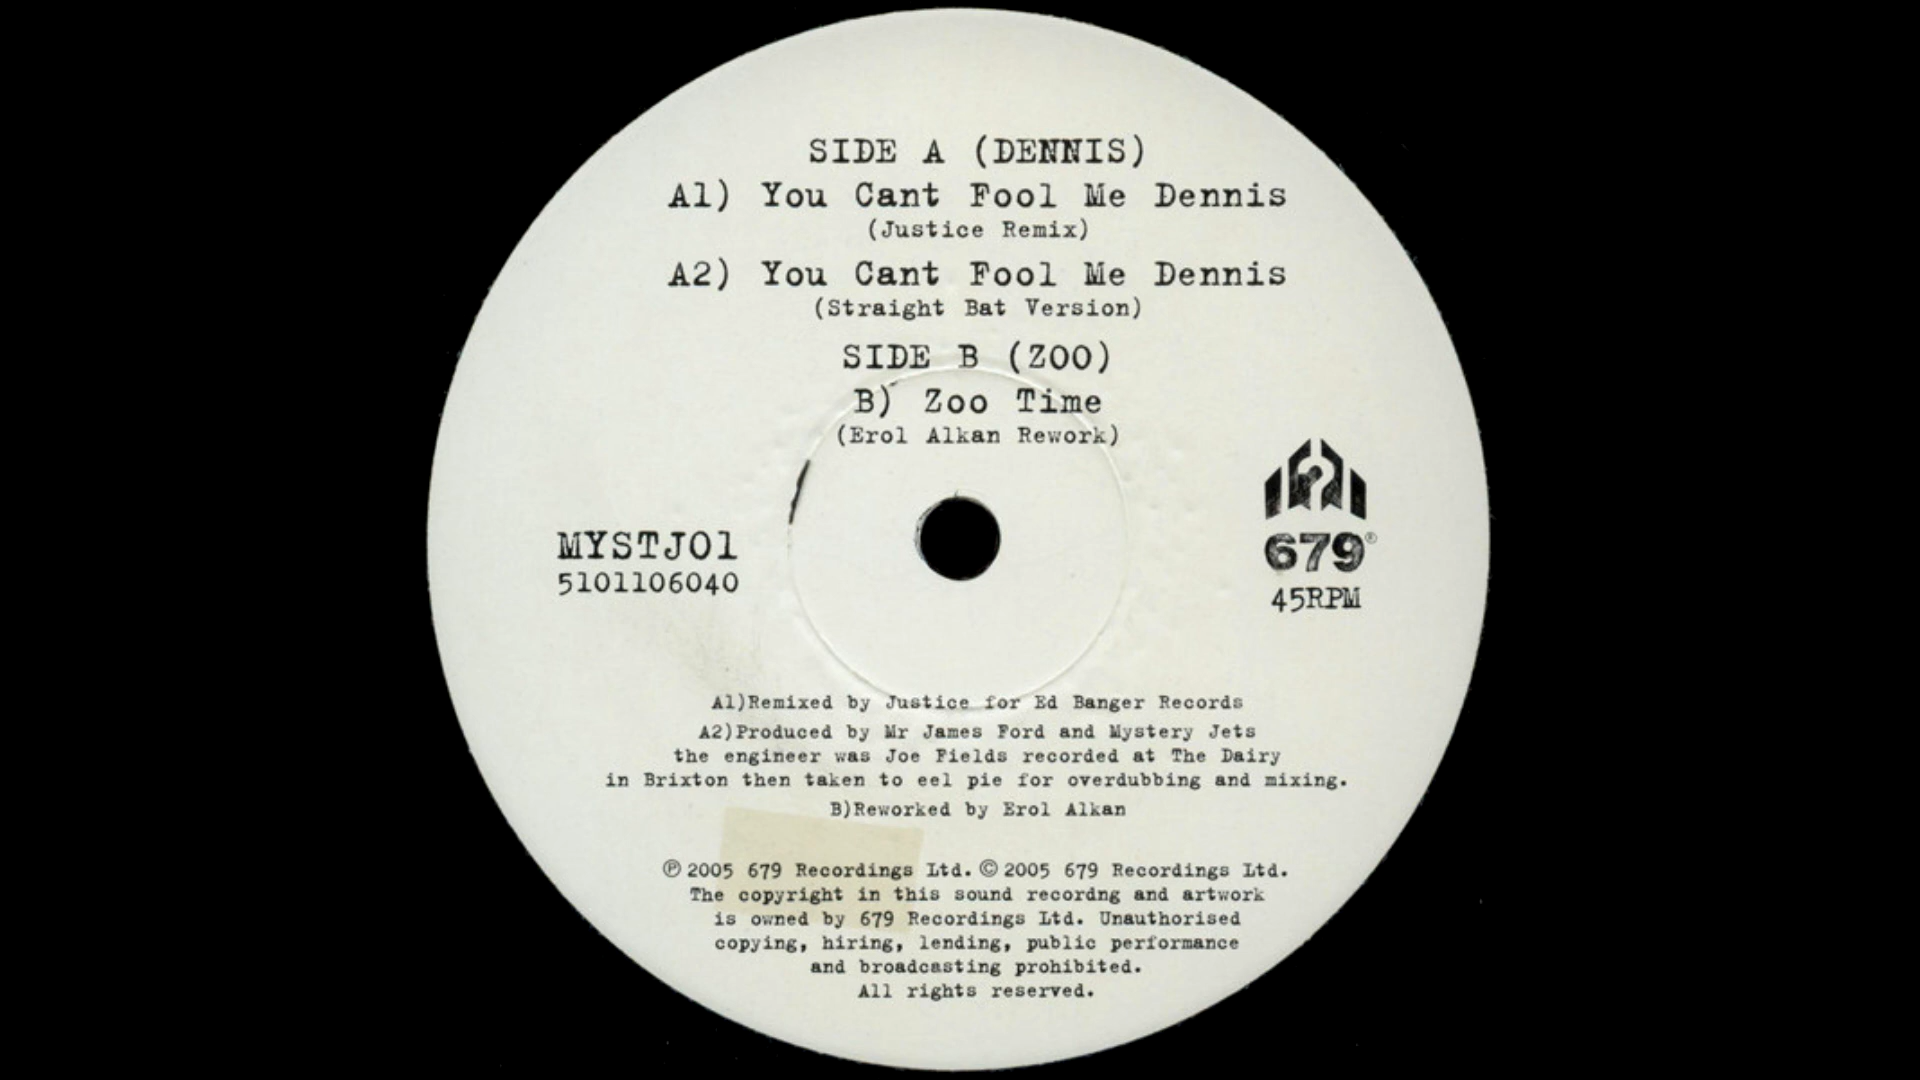 SIDE A (DENNIS)
A1) You Cant Fool Me Dennis
(Justice Remix)
A2) You Cant Fool Me Dennis
(Straight Bat Version)
SIDE B (ZOO)
B) Zoo Time
(Erol Alkan Rework)
MYSTJ01
5101106040
679®
45RPM
A1)Remixed by Justice for Ed Banger Records
A2)Produced by Mr James Ford and Mystery Jets
the engineer was Joe Fields recorded at The Dairy
in Brixton then taken to eel pie for overdubbing and mixing.
B)Reworked by Erol Alkan
℗ 2005 679 Recordings Ltd. © 2005 679 Recordings Ltd.
The copyright in this sound recordng and artwork
is owned by 679 Recordings Ltd. Unauthorised
copying, hiring, lending, public performance
and broadcasting prohibited.
All rights reserved.